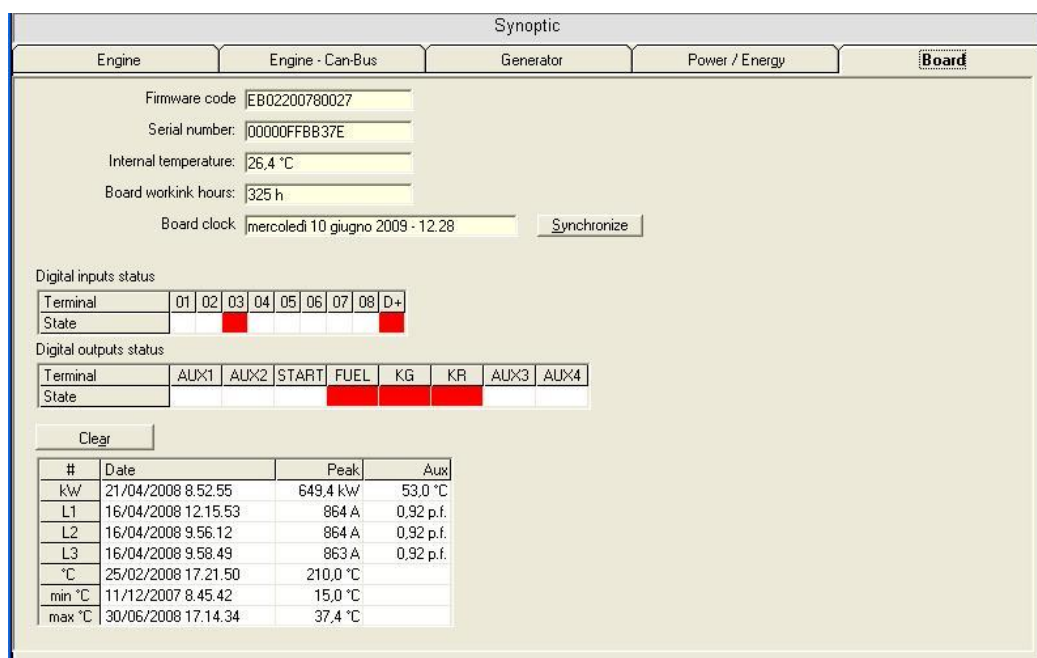 Synoptic
Engine Engine - Can-Bus Generator Power / Energy Board
Firmware code EB02200780027
Serial number: 00000FFBB37E
Internal temperature: 26,4 °C
Board workink hours: 325 h
Board clock mercoledì 10 giugno 2009 - 12.28 Synchronize
Digital inputs status
Terminal 01 02 03 04 05 06 07 08 D+
State
Digital outputs status
Terminal AUX1 AUX2 START FUEL KG KR AUX3 AUX4
State
Clear
# Date Peak Aux
kW 21/04/2008 8.52.55 649,4 kW 53,0 °C
L1 16/04/2008 12.15.53 864 A 0,92 p.f.
L2 16/04/2008 9.56.12 864 A 0,92 p.f.
L3 16/04/2008 9.58.49 863 A 0,92 p.f.
°C 25/02/2008 17.21.50 210,0 °C
min °C 11/12/2007 8.45.42 15,0 °C
max °C 30/06/2008 17.14.34 37,4 °C